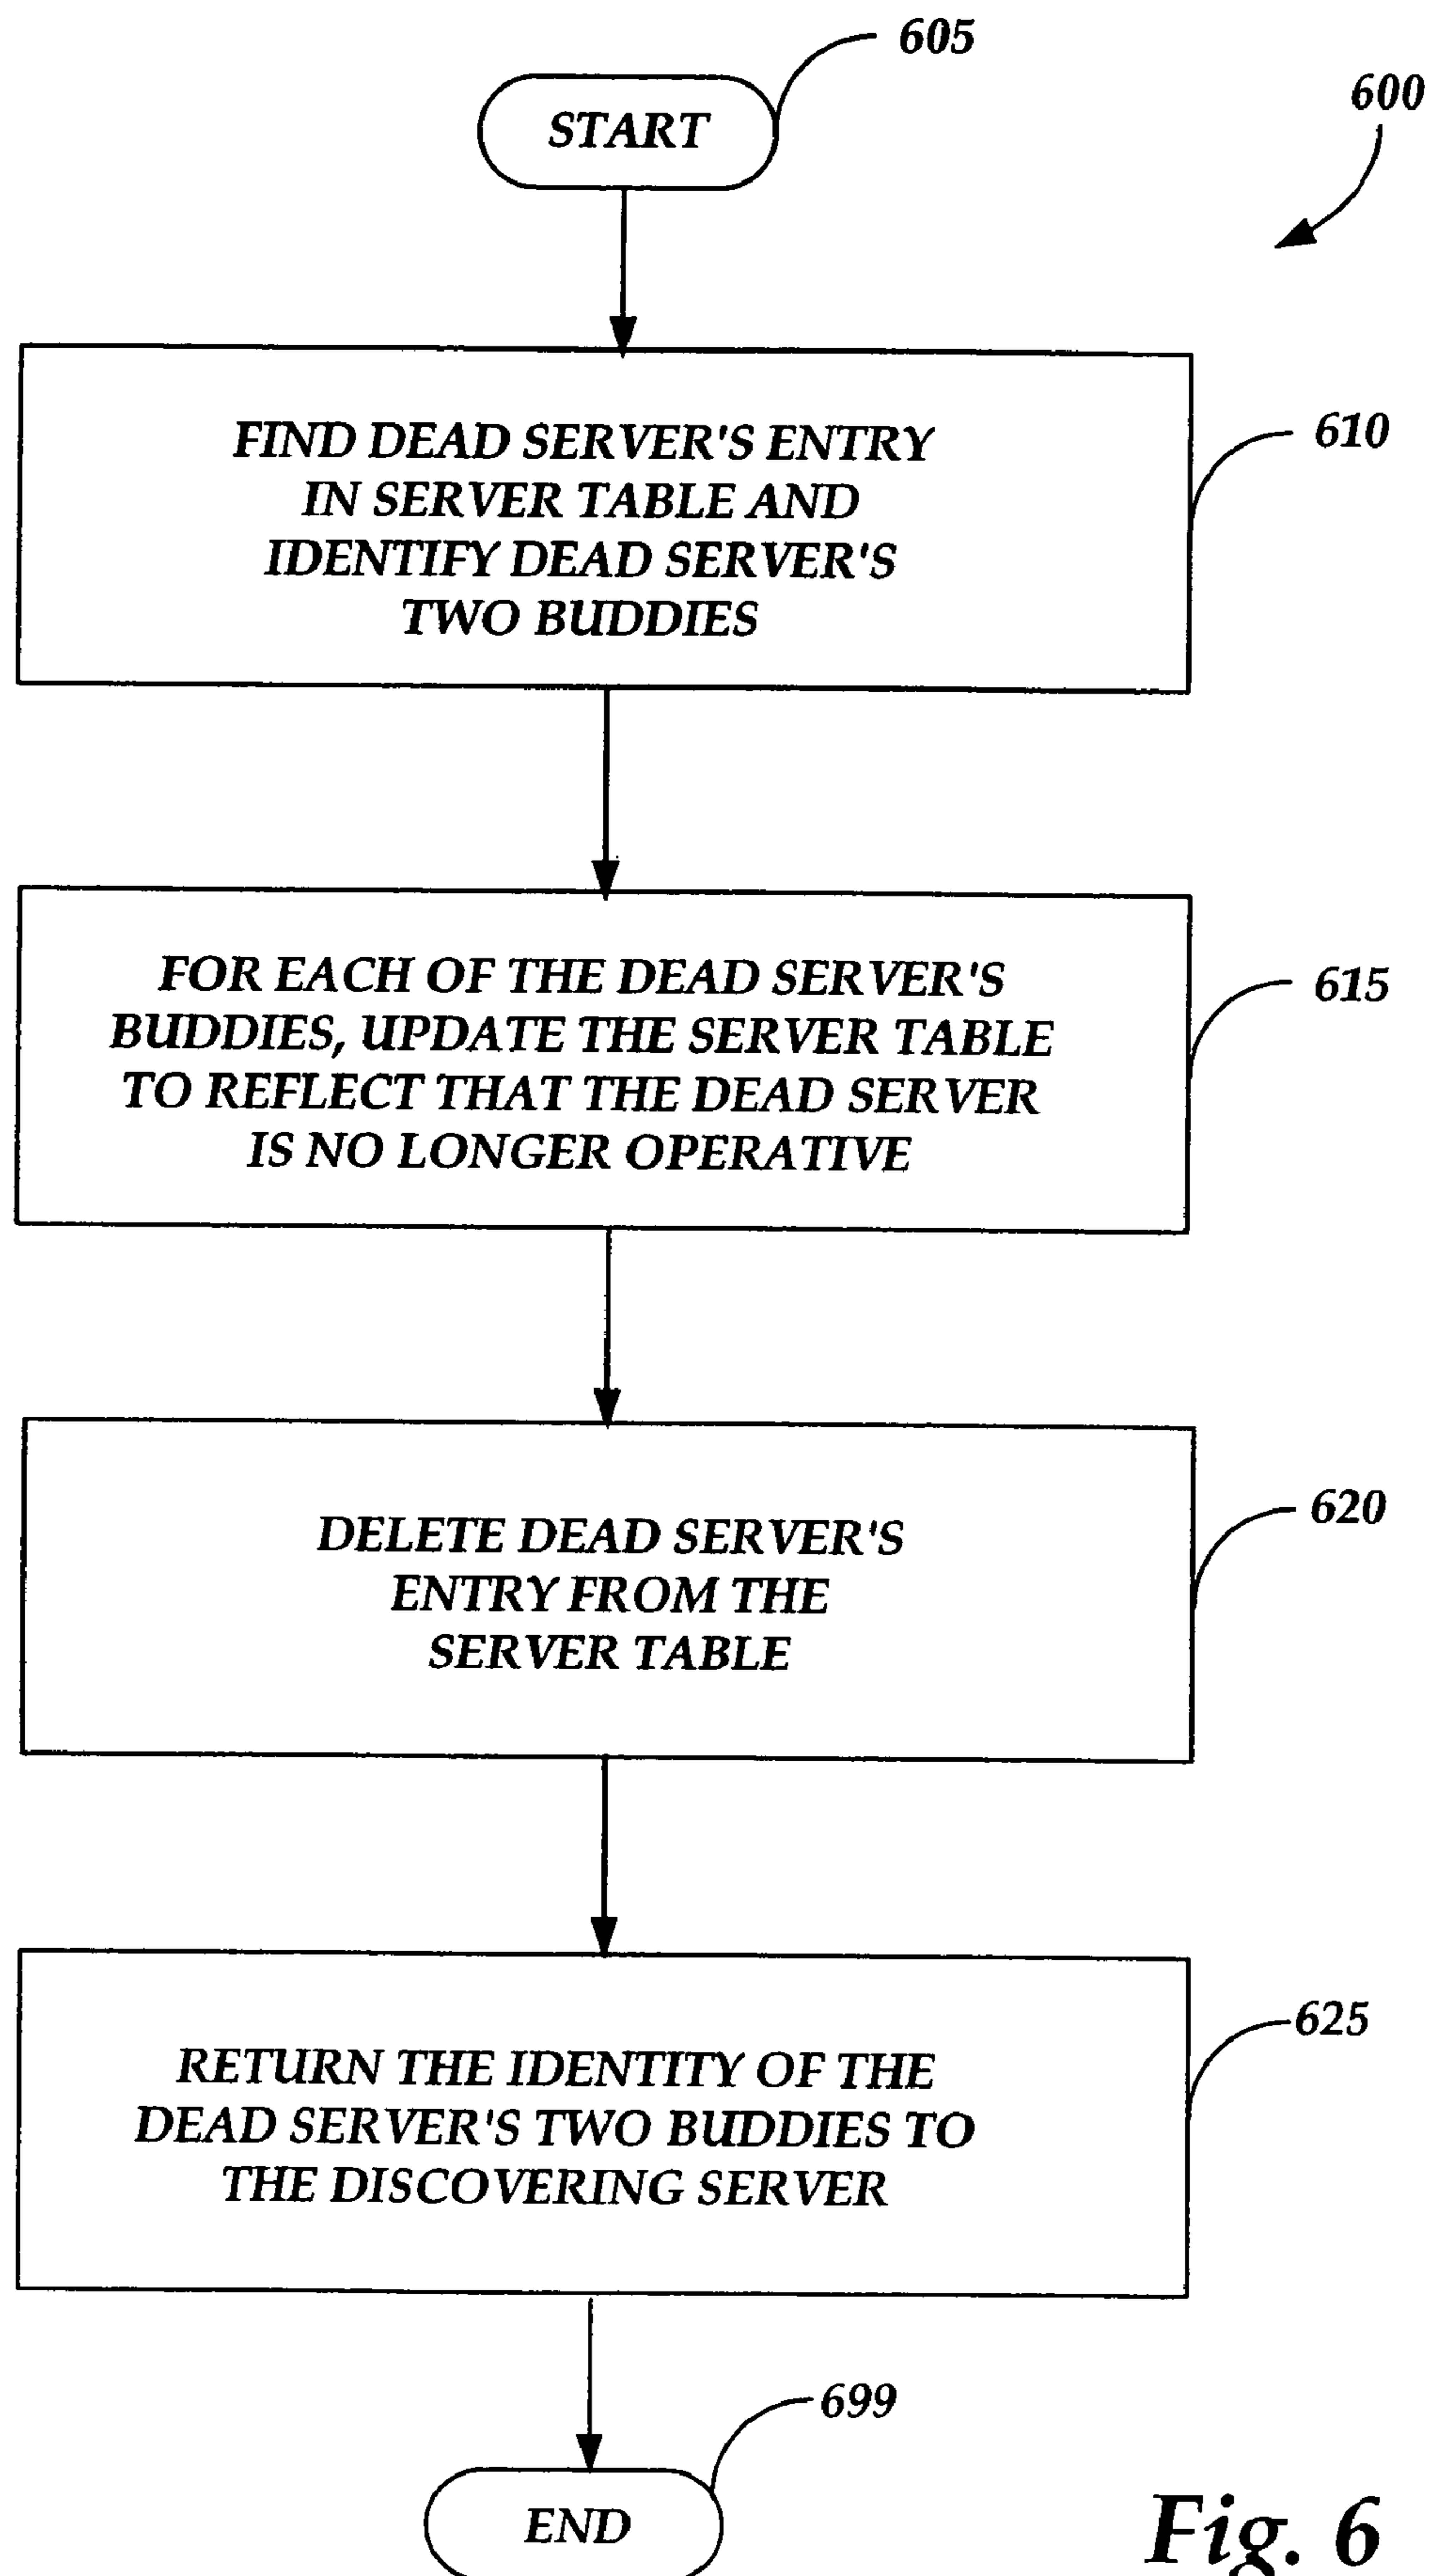 605
600
START
FIND DEAD SERVER'S ENTRY
IN SERVER TABLE AND
IDENTIFY DEAD SERVER'S
TWO BUDDIES
610
FOR EACH OF THE DEAD SERVER'S
BUDDIES, UPDATE THE SERVER TABLE
TO REFLECT THAT THE DEAD SERVER
IS NO LONGER OPERATIVE
615
DELETE DEAD SERVER'S
ENTRY FROM THE
SERVER TABLE
620
RETURN THE IDENTITY OF THE
DEAD SERVER'S TWO BUDDIES TO
THE DISCOVERING SERVER
625
699
END
Fig. 6